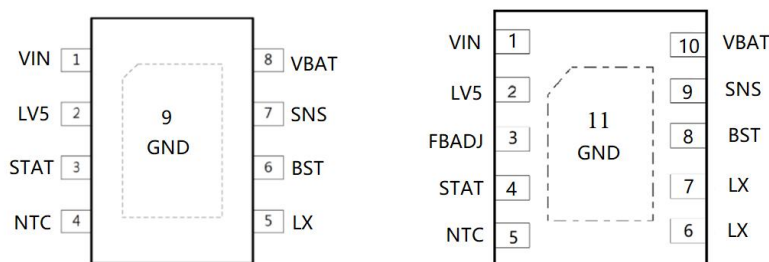 VIN 1
8 VBAT
LV5 2
7 SNS
9
GND
STAT 3
6 BST
NTC 4
5 LX
VIN 1
10 VBAT
LV5 2
9 SNS
FBADJ 3
8 BST
11
GND
STAT 4
7 LX
NTC 5
6 LX